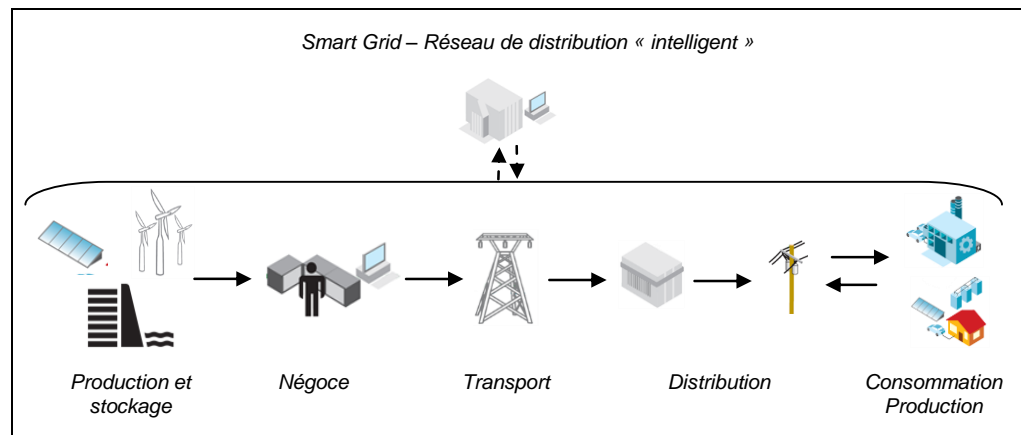 Smart Grid – Réseau de distribution « intelligent »
Production et
stockage
Négoce
Transport
Distribution
Consommation
Production